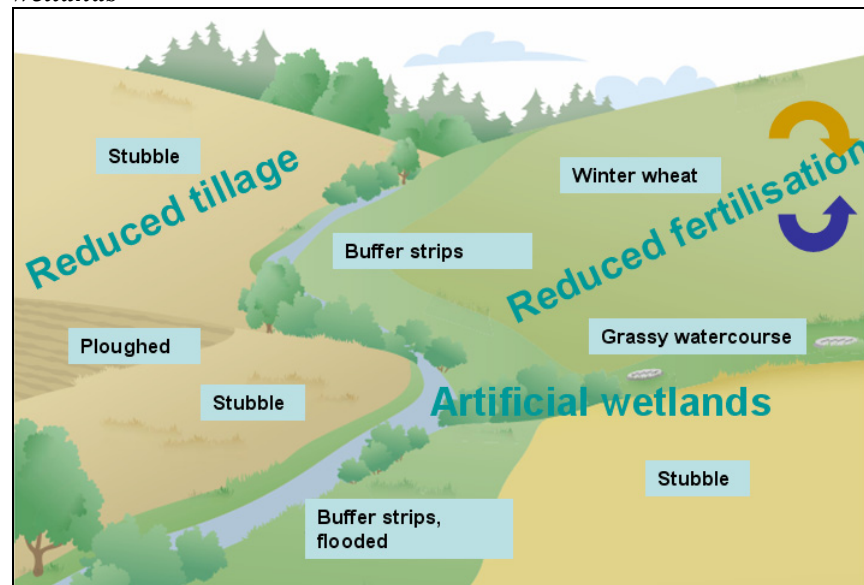 wetlands
Stubble
Reduced tillage
Winter wheat
Reduced fertilisation
Buffer strips
Ploughed
Grassy watercourse
Stubble
Artificial wetlands
Stubble
Buffer strips,
flooded